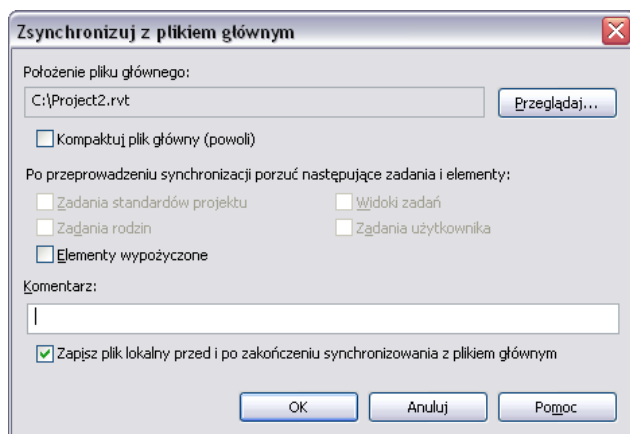 Zsynchronizuj z plikiem głównym
Położenie pliku głównego:
C:\Project2.rvt
Przeglądaj...
Kompaktuj plik główny (powoli)
Po przeprowadzeniu synchronizacji porzuć następujące zadania i elementy:
Zadania standardów projektu
Widoki zadań
Zadania rodzin
Zadania użytkownika
Elementy wypożyczone
Komentarz:
Zapisz plik lokalny przed i po zakończeniu synchronizowania z plikiem głównym
OK
Anuluj
Pomoc